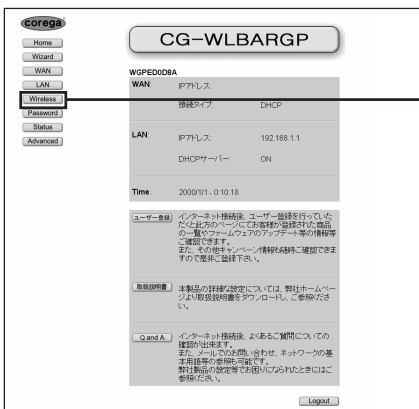 corega
Home
Wizard
WAN
LAN
Wireless
Password
Status
Advanced
CG-WLBARGP
WGPED0D8A
WAN: IPアドレス:
接続タイプ: DHCP
LAN: IPアドレス: 192.168.1.1
DHCPサーバー: ON
Time: 2000/1/1 - 0:10:18
ユーザー登録 インターネット接続後、ユーザー登録を行っていた
だくと此方のページにてお客様が登録された商品
の一覧やファームウェアのアップデート等の情報等
ご確認できます。
また、その他キャンペーン情報も随時ご確認できま
すので是非ご登録下さい。
取扱説明書 本製品の詳細な設定については、弊社ホームペー
ジより取扱説明書をダウンロードし、ご参照くださ
い。
Q and A インターネット接続後、よくあるご質問についての
確認が出来ます。
また、メールでのお問い合わせ、ネットワークの基
本用語等の参照も可能です。
弊社製品の設定等でお困りになられたときにはご
参照ください。
Logout